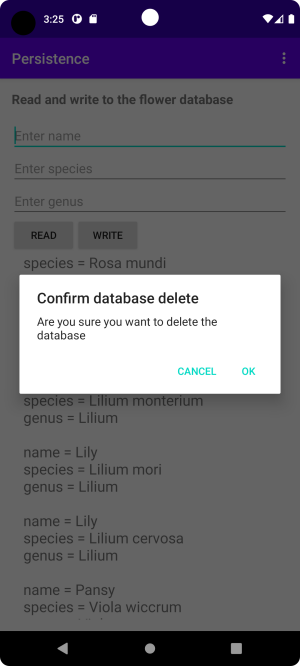 3:25
Persistence
Read and write to the flower database
Enter name
Enter species
Enter genus
READ WRITE
species = Rosa mundi
Confirm database delete
Are you sure you want to delete the
database
CANCEL OK
species = Lilium monterium
genus = Lilium
name = Lily
species = Lilium mori
genus = Lilium
name = Lily
species = Lilium cervosa
genus = Lilium
name = Pansy
species = Viola wiccrum